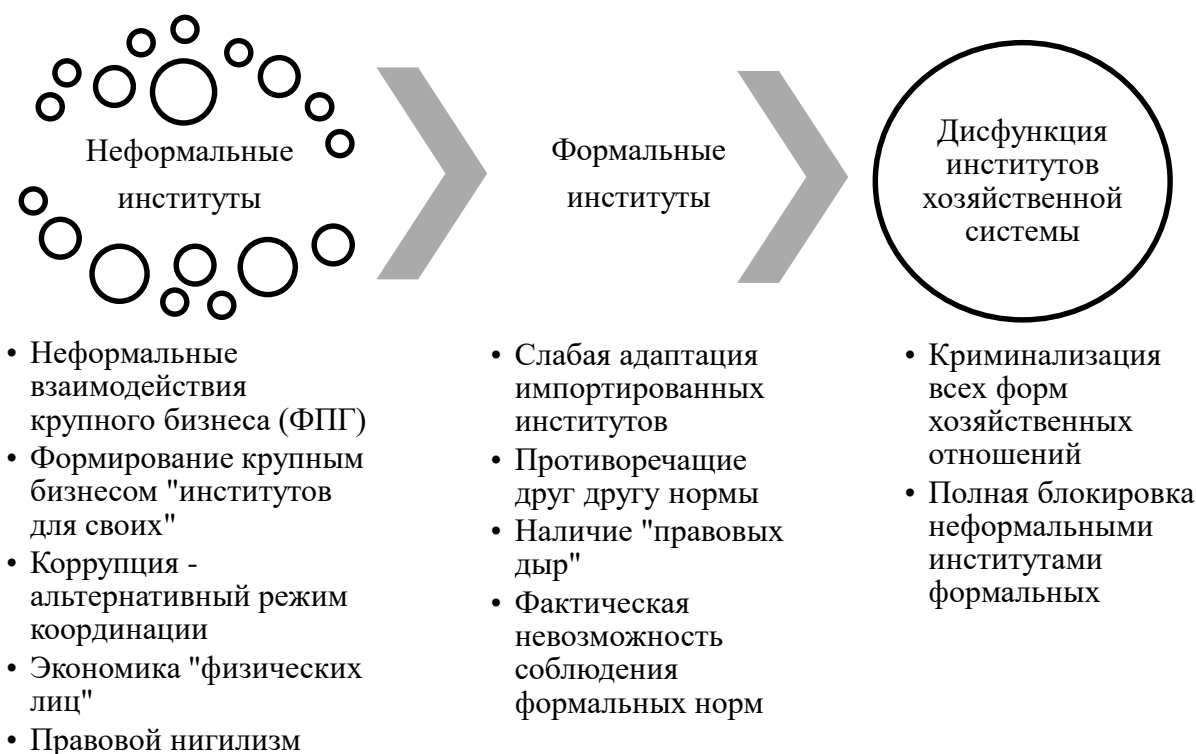 Неформальные
институты
Формальные
институты
Дисфункция
институтов
хозяйственной
системы
• Неформальные
взаимодействия
крупного бизнеса (ФПГ)
• Формирование крупным
бизнесом "институтов
для своих"
• Коррупция -
альтернативный режим
координации
• Экономика "физических
лиц"
• Правовой нигилизм
• Слабая адаптация
импортированных
институтов
• Противоречащие
друг другу нормы
• Наличие "правовых
дыр"
• Фактическая
невозможность
соблюдения
формальных норм
• Криминализация
всех форм
хозяйственных
отношений
• Полная блокировка
неформальными
институтами
формальных